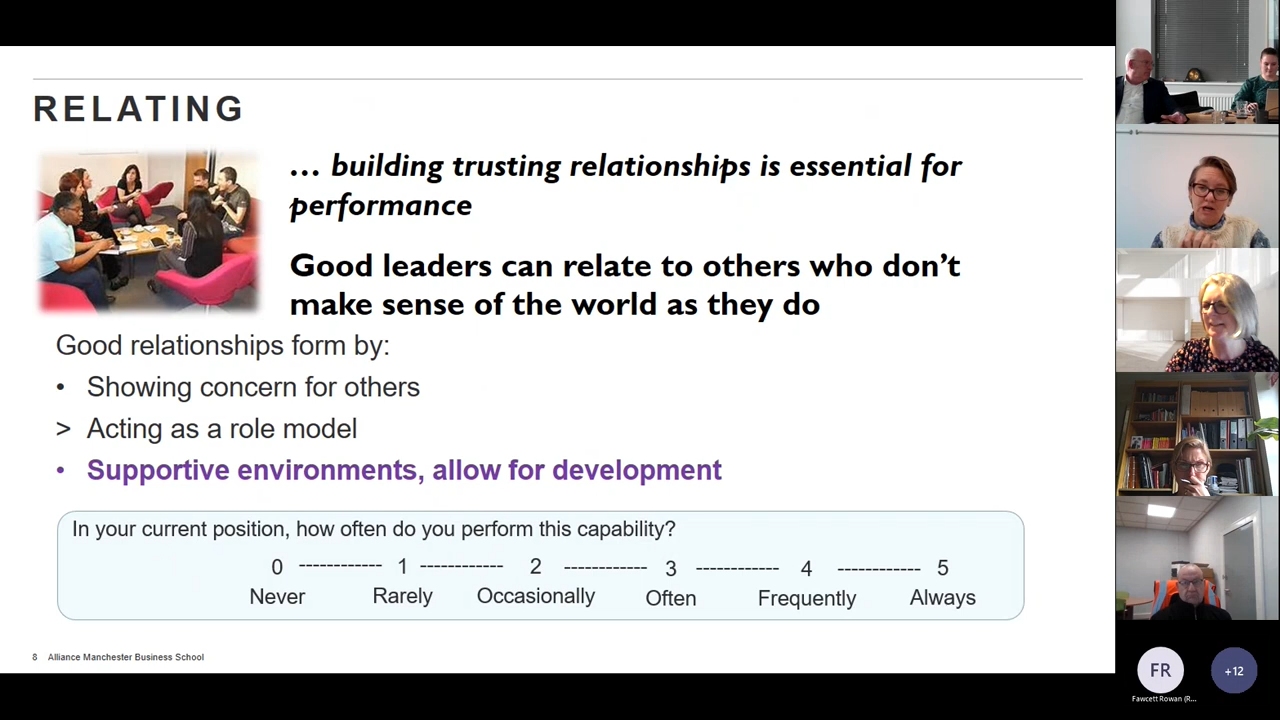 RELATING
… building trusting relationships is essential for
performance
Good leaders can relate to others who don’t
make sense of the world as they do
Good relationships form by:
• Showing concern for others
> Acting as a role model
• Supportive environments, allow for development
In your current position, how often do you perform this capability?
0 ------------ 1 ------------ 2 ------------ 3 ------------ 4 ------------ 5
Never Rarely Occasionally Often Frequently Always
8 Alliance Manchester Business School
FR
+12
Fawcett Rowan (R...